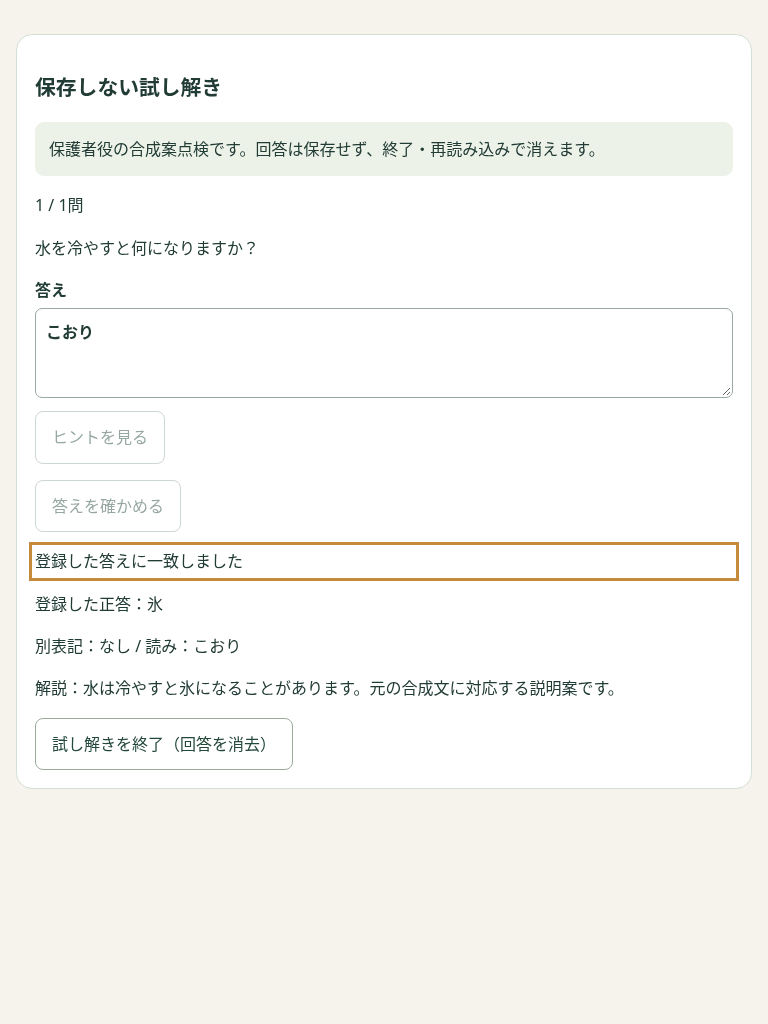 保存しない試し解き
保護者役の合成案点検です。回答は保存せず、終了・再読み込みで消えます。
1 / 1問
水を冷やすと何になりますか？
答え
こおり
ヒントを見る
答えを確かめる
登録した答えに一致しました
登録した正答：氷
別表記：なし / 読み：こおり
解説：水は冷やすと氷になることがあります。元の合成文に対応する説明案です。
試し解きを終了（回答を消去）